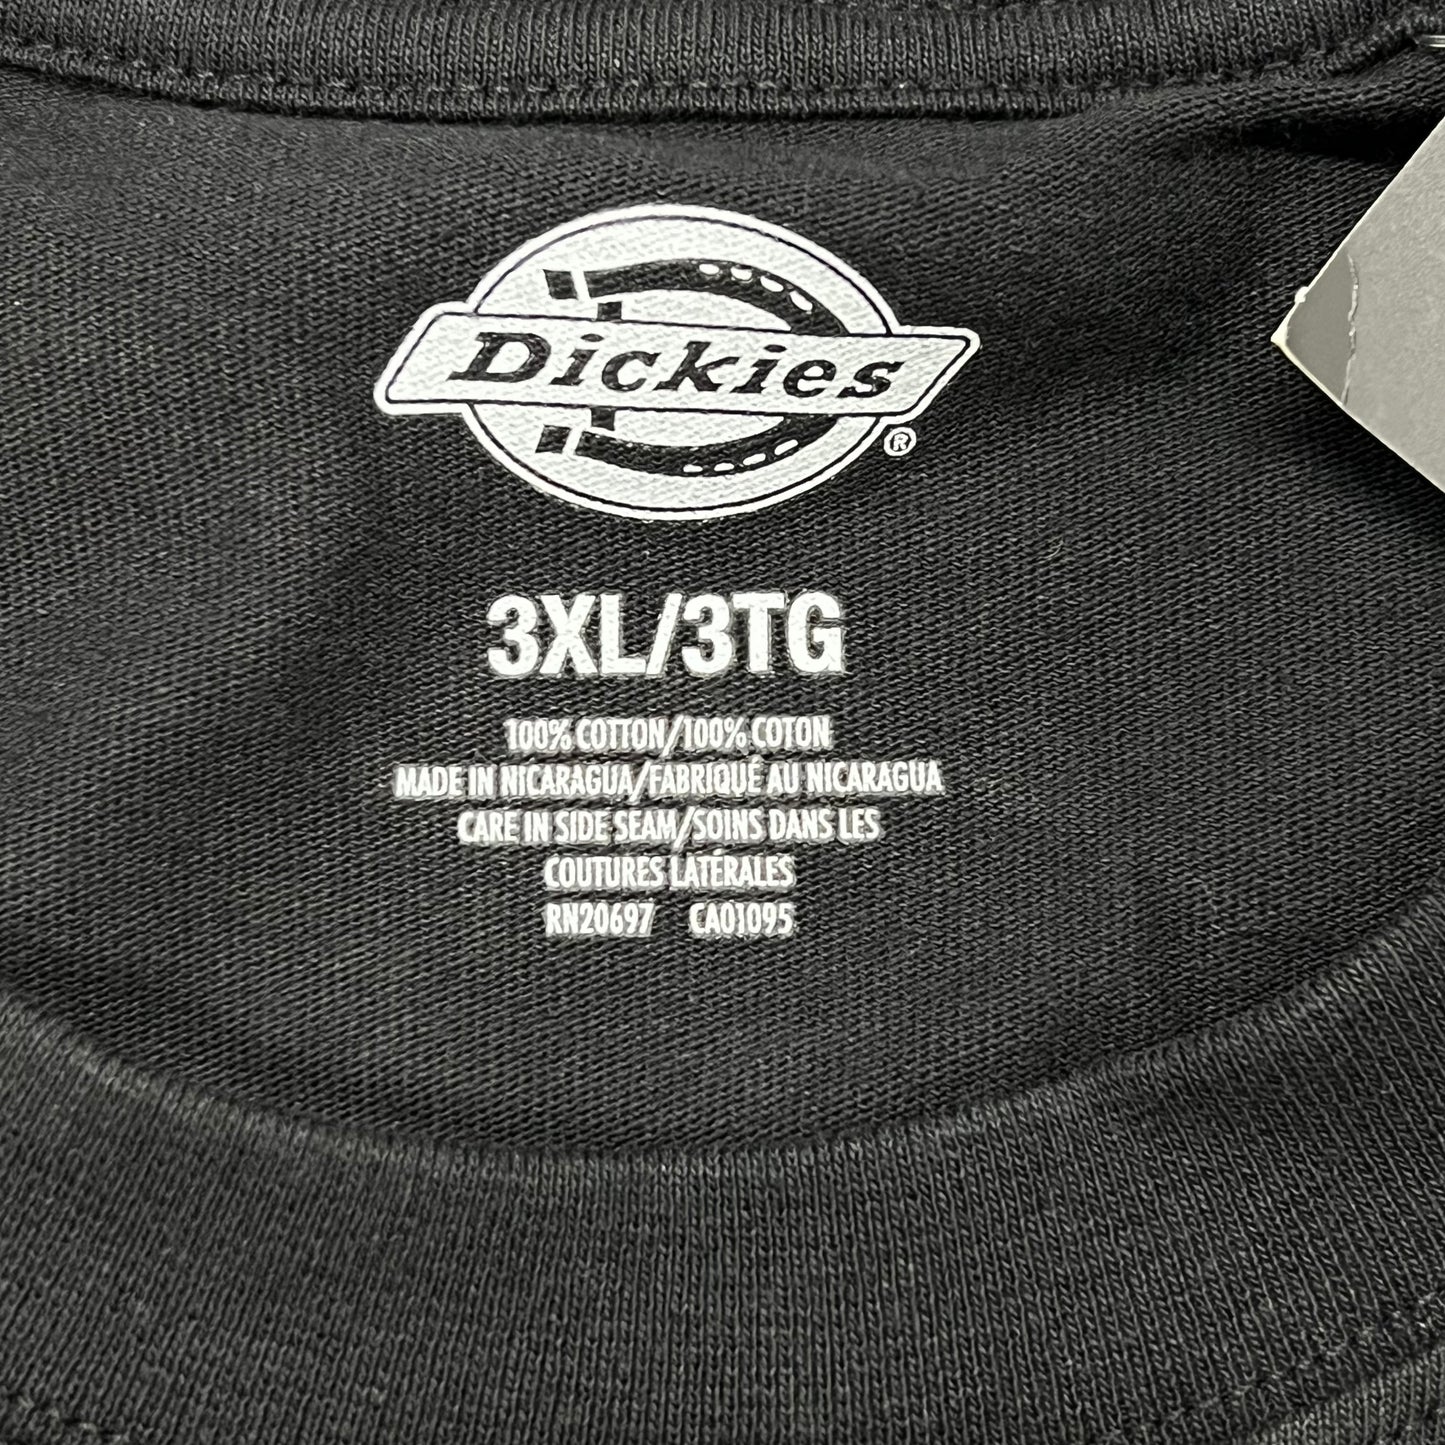 Dickies®
3XL/3TG
100% COTTON/100% COTON
MADE IN NICARAGUA/FABRIQUÉ AU NICARAGUA
CARE IN SIDE SEAM/SOINS DANS LES
COUTURES LATÉRALES
RN20697 CA01095